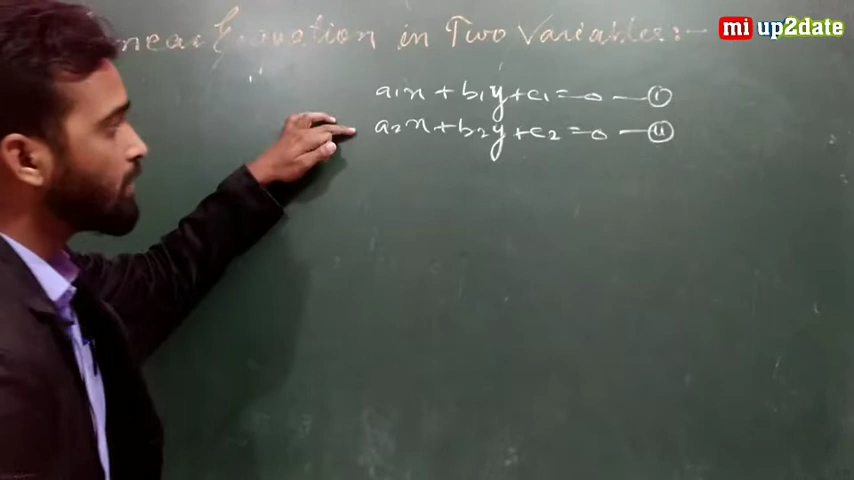 mi up2date
Linear Equation in Two Variables:-
a₁x + b₁y + c₁ = 0 — (i)
a₂x + b₂y + c₂ = 0 — (ii)